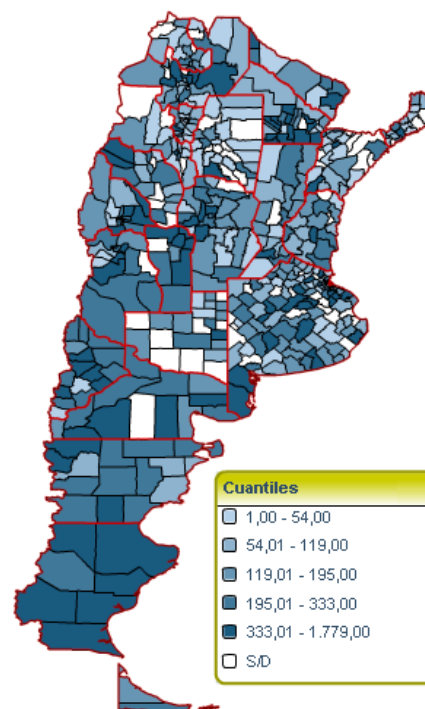 Cuantiles
1,00 - 54,00
54,01 - 119,00
119,01 - 195,00
195,01 - 333,00
333,01 - 1.779,00
S/D